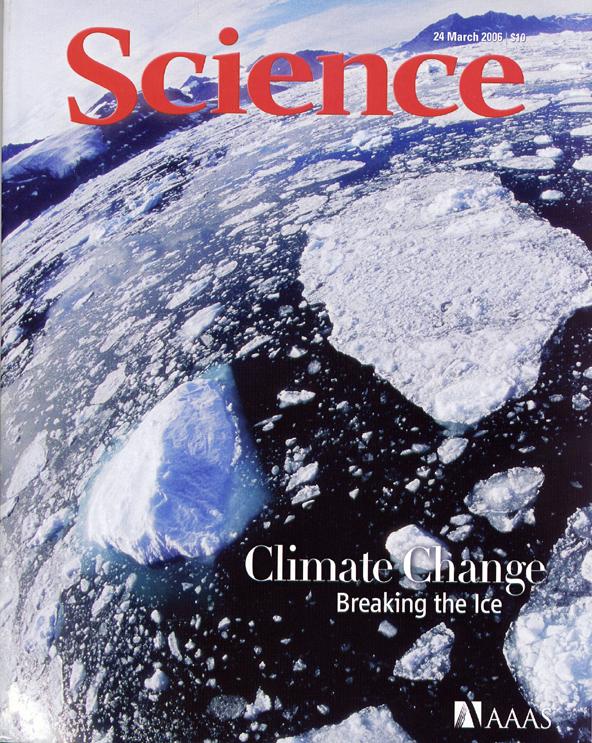 Science
24 March 2006 | $10
Climate Change
Breaking the Ice
AAAS